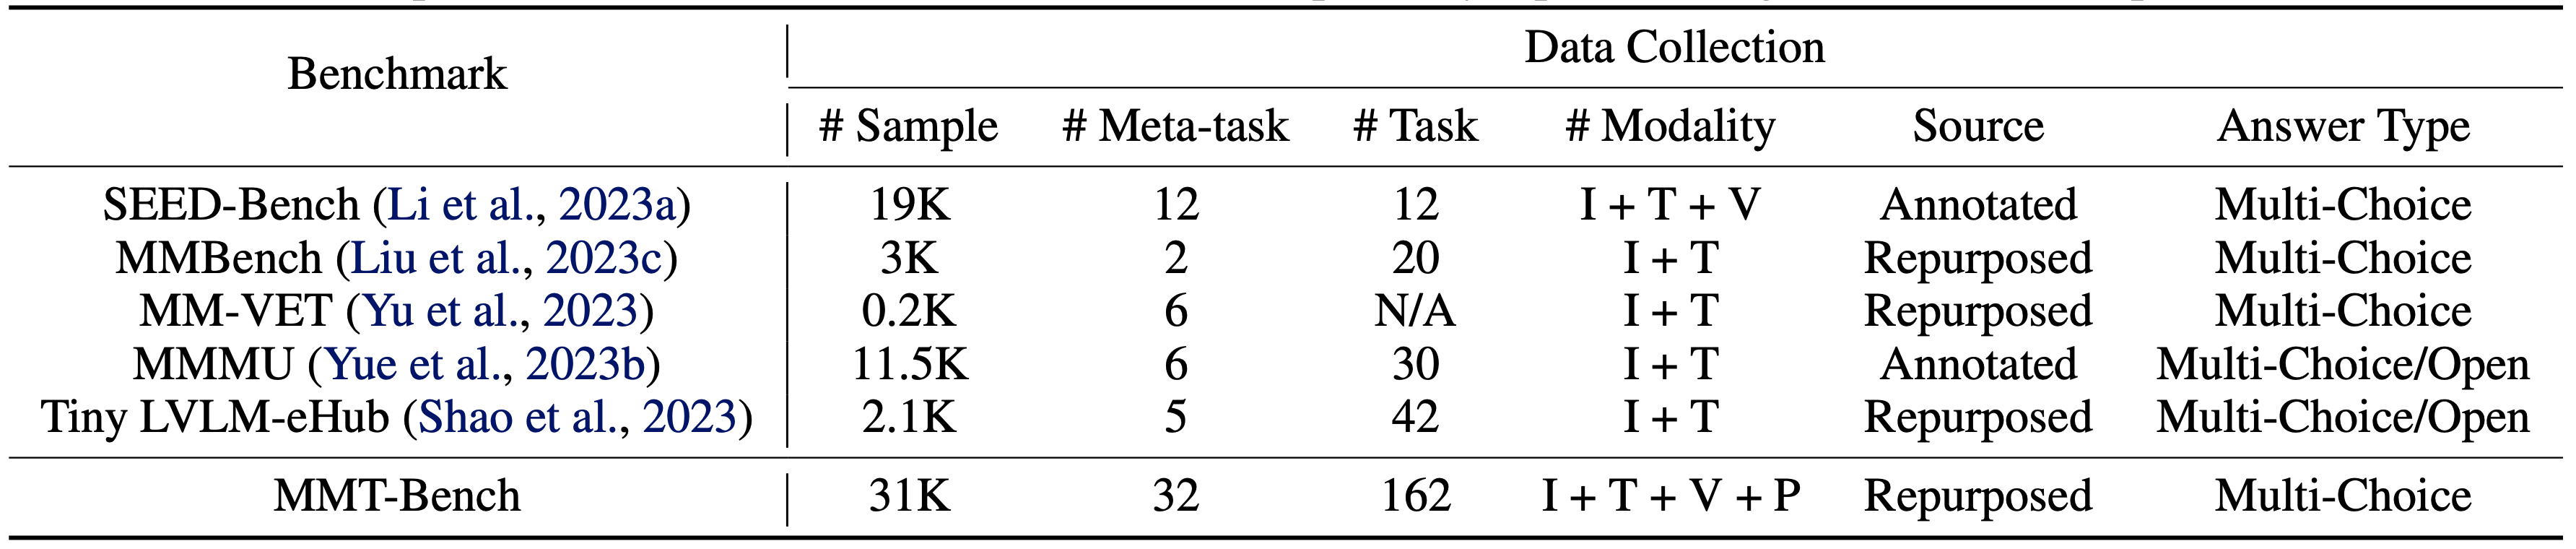 Benchmark Data Collection
# Sample # Meta-task # Task # Modality Source Answer Type
SEED-Bench (Li et al., 2023a) 19K 12 12 I + T + V Annotated Multi-Choice
MMBench (Liu et al., 2023c) 3K 2 20 I + T Repurposed Multi-Choice
MM-VET (Yu et al., 2023) 0.2K 6 N/A I + T Repurposed Multi-Choice
MMMU (Yue et al., 2023b) 11.5K 6 30 I + T Annotated Multi-Choice/Open
Tiny LVLM-eHub (Shao et al., 2023) 2.1K 5 42 I + T Repurposed Multi-Choice/Open
MMT-Bench 31K 32 162 I + T + V + P Repurposed Multi-Choice